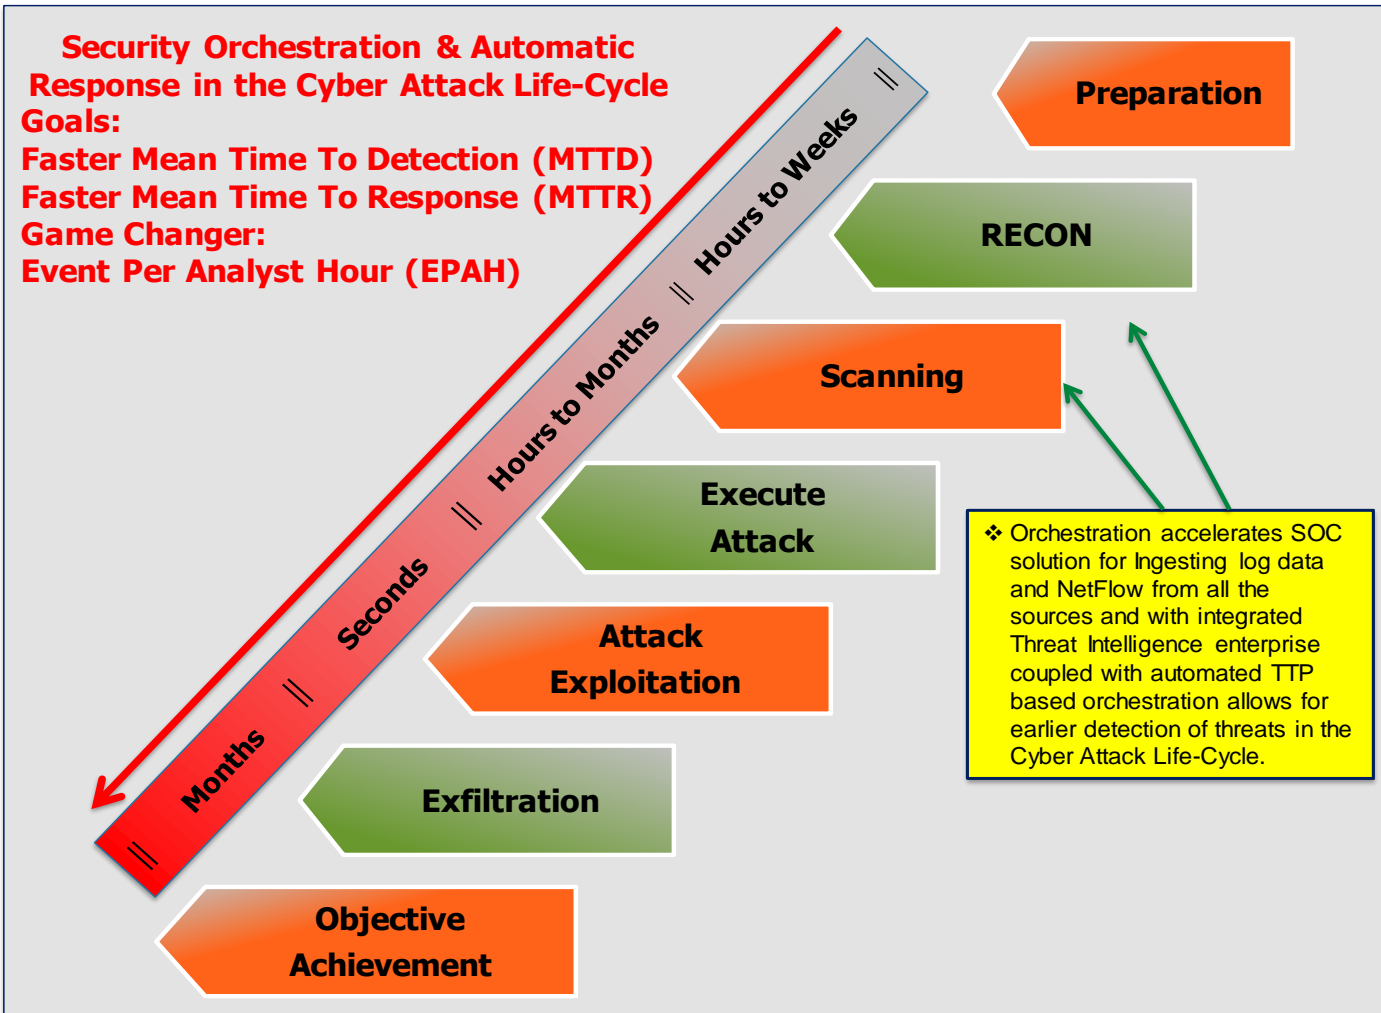 Security Orchestration & Automatic
Response in the Cyber Attack Life-Cycle
Goals:
Faster Mean Time To Detection (MTTD)
Faster Mean Time To Response (MTTR)
Game Changer:
Event Per Analyst Hour (EPAH)
Preparation
RECON
Scanning
Execute
Attack
Attack
Exploitation
Exfiltration
Objective
Achievement
|| Hours to Weeks ||
Hours to Months ||
Seconds ||
|| Months ||
❖ Orchestration accelerates SOC
solution for Ingesting log data
and NetFlow from all the
sources and with integrated
Threat Intelligence enterprise
coupled with automated TTP
based orchestration allows for
earlier detection of threats in the
Cyber Attack Life-Cycle.